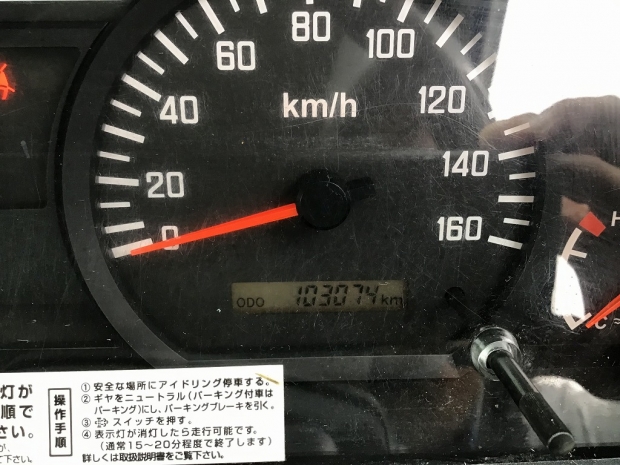 80
60
100
40
km/h
120
20
140
0
160
H
E
C
ODO 103074 km
灯が
順で
さい。
が、
て下さい。
操作手順
① 安全な場所にアイドリング停車する。
② ギヤをニュートラル(パーキング付車は
パーキング)にし、パーキングブレーキを引く。
③ スイッチを押す。
④ 表示灯が消灯したら走行可能です。
(通常15～20分程度で終了します)
詳しくは取扱説明書をご覧下さい。